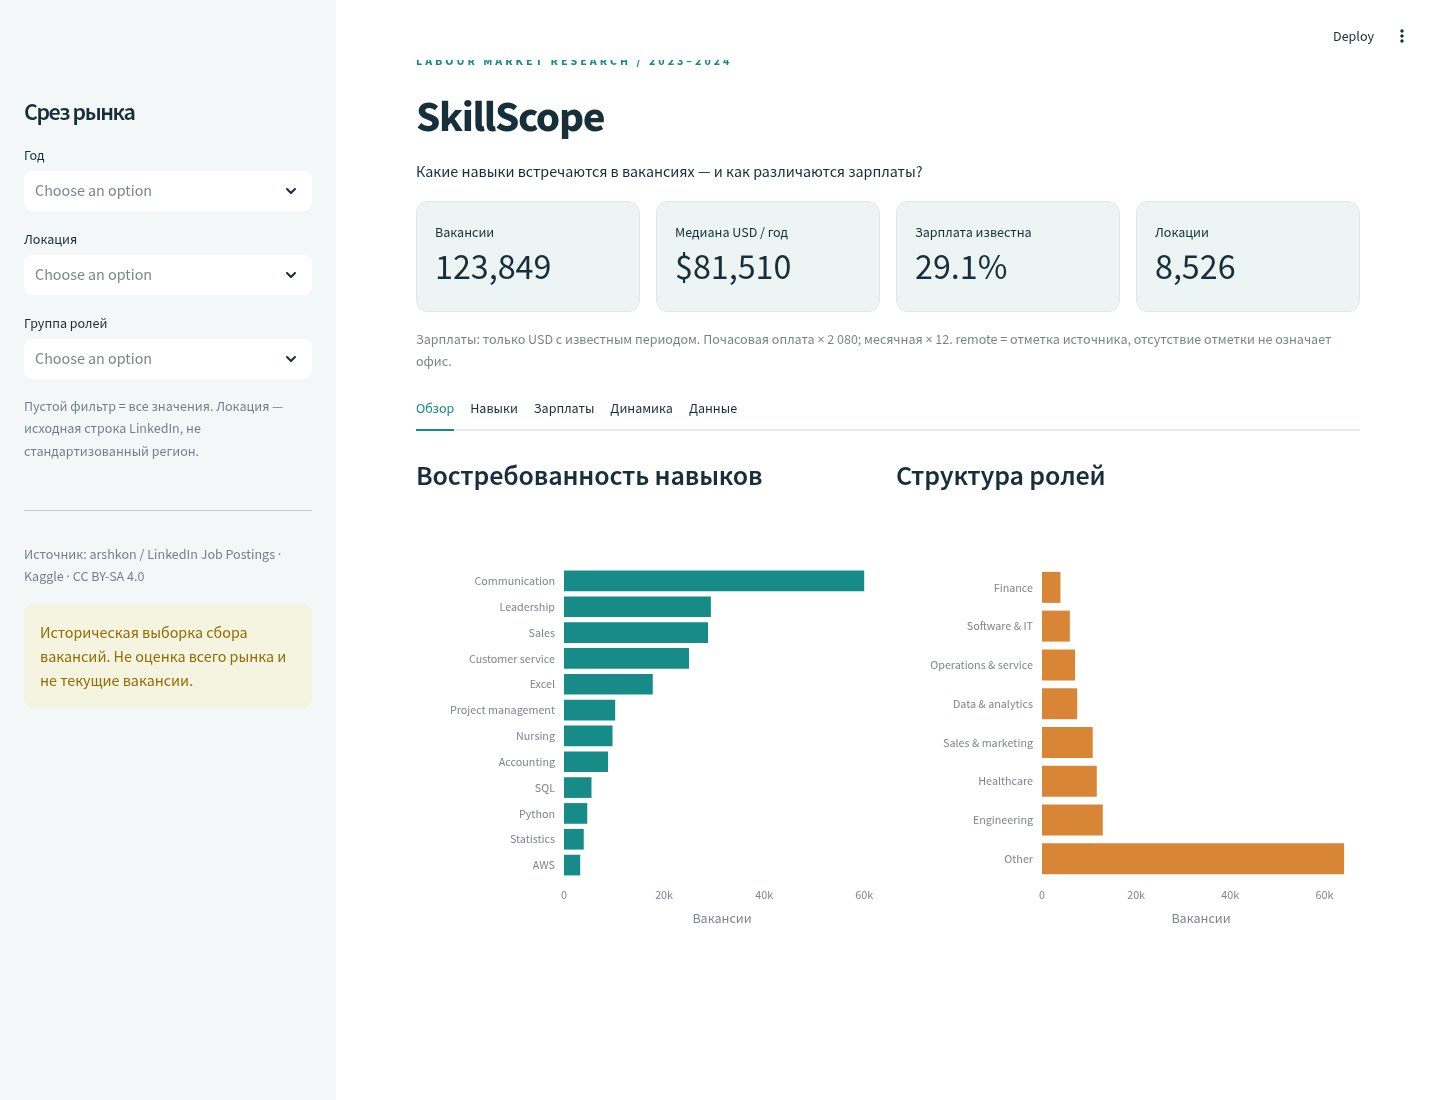 Deploy
Срез рынка
Год
Choose an option
Локация
Choose an option
Группа ролей
Choose an option
Пустой фильтр = все значения. Локация —
исходная строка LinkedIn, не
стандартизованный регион.
Источник: arshkon / LinkedIn Job Postings ·
Kaggle · CC BY-SA 4.0
Историческая выборка сбора
вакансий. Не оценка всего рынка и
не текущие вакансии.
LABOUR MARKET RESEARCH / 2023–2024
SkillScope
Какие навыки встречаются в вакансиях — и как различаются зарплаты?
Вакансии
123,849
Медиана USD / год
$81,510
Зарплата известна
29.1%
Локации
8,526
Зарплаты: только USD с известным периодом. Почасовая оплата × 2 080; месячная × 12. remote = отметка источника, отсутствие отметки не означает
офис.
Обзор Навыки Зарплаты Динамика Данные
Востребованность навыков
Communication
Leadership
Sales
Customer service
Excel
Project management
Nursing
Accounting
SQL
Python
Statistics
AWS
0 20k 40k 60k
Вакансии
Структура ролей
Finance
Software & IT
Operations & service
Data & analytics
Sales & marketing
Healthcare
Engineering
Other
0 20k 40k 60k
Вакансии